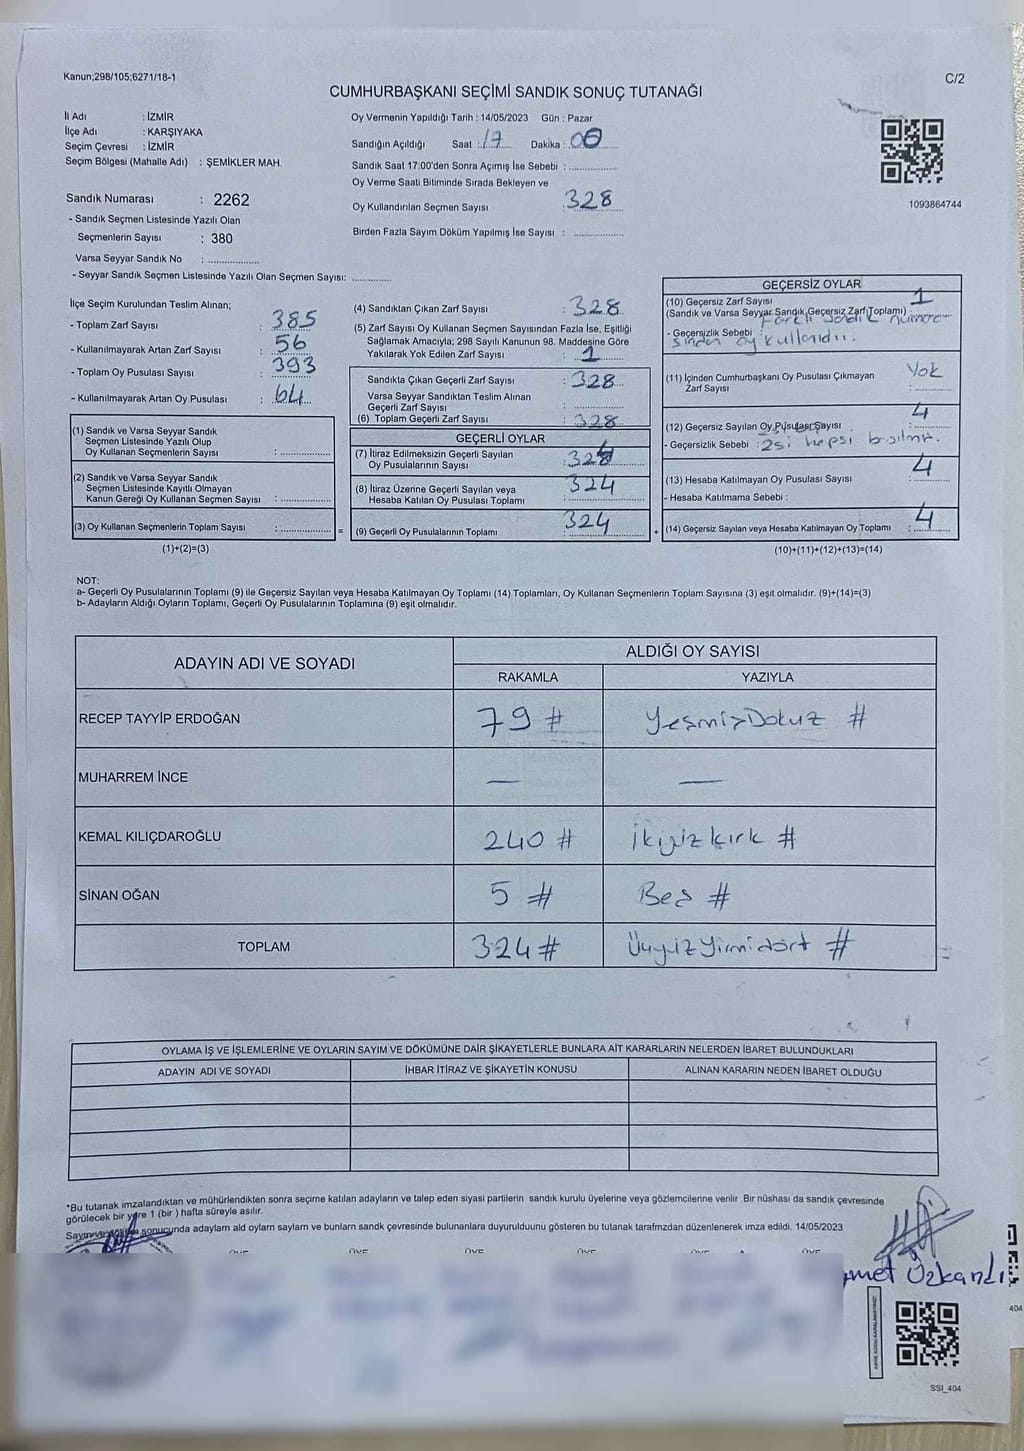 Kanun;298/105;6271/18-1
C/2
CUMHURBAŞKANI SEÇİMİ SANDIK SONUÇ TUTANAĞI
İl Adı : İZMİR
İlçe Adı : KARŞIYAKA
Seçim Çevresi : İZMİR
Seçim Bölgesi (Mahalle Adı) : ŞEMİKLER MAH.
Sandık Numarası : 2262
- Sandık Seçmen Listesinde Yazılı Olan
Seçmenlerin Sayısı : 380
Varsa Seyyar Sandık No : ................
- Seyyar Sandık Seçmen Listesinde Yazılı Olan Seçmen Sayısı: ............
Oy Vermenin Yapıldığı Tarih : 14/05/2023 Gün : Pazar
Sandığın Açıldığı Saat : 17 Dakika : 00
Sandık Saat 17:00'den Sonra Açımış İse Sebebi : ................
Oy Verme Saati Bitiminde Sırada Bekleyen ve
Oy Kullandırılan Seçmen Sayısı : 328
Birden Fazla Sayım Döküm Yapılmış İse Sayısı : ................
1093864744
İlçe Seçim Kurulundan Teslim Alınan;
- Toplam Zarf Sayısı : 385
- Kullanılmayarak Artan Zarf Sayısı : 56
- Toplam Oy Pusulası Sayısı : 393
- Kullanılmayarak Artan Oy Pusulası : 64
(1) Sandık ve Varsa Seyyar Sandık
Seçmen Listesinde Yazılı Olup
Oy Kullanan Seçmenlerin Sayısı : ................
(2) Sandık ve Varsa Seyyar Sandık
Seçmen Listesinde Kayıtlı Olmayan
Kanun Gereği Oy Kullanan Seçmen Sayısı : ................
(3) Oy Kullanan Seçmenlerin Toplam Sayısı : ................ =
(1)+(2)=(3)
(4) Sandıktan Çıkan Zarf Sayısı : 328
(5) Zarf Sayısı Oy Kullanan Seçmen Sayısından Fazla İse, Eşitliği
Sağlamak Amacıyla; 298 Sayılı Kanunun 98. Maddesine Göre
Yakılarak Yok Edilen Zarf Sayısı : 1
Sandıkta Çıkan Geçerli Zarf Sayısı : 328
Varsa Seyyar Sandıktan Teslim Alınan
Geçerli Zarf Sayısı : ................
(6) Toplam Geçerli Zarf Sayısı : 328
GEÇERLİ OYLAR
(7) İtiraz Edilmeksizin Geçerli Sayılan
Oy Pusulalarının Sayısı : 324
(8) İtiraz Üzerine Geçerli Sayılan veya
Hesaba Katılan Oy Pusulası Toplamı : 324
(9) Geçerli Oy Pusulalarının Toplamı : 324 +
GEÇERSİZ OYLAR
(10) Geçersiz Zarf Sayısı 1
(Sandık ve Varsa Seyyar Sandık Geçersiz Zarf Toplamı) :
- Geçersizlik Sebebi : Farklı Sandık numara-
sından oy kullanıdı.
(11) İçinden Cumhurbaşkanı Oy Pusulası Çıkmayan Yok
Zarf Sayısı : ............
(12) Geçersiz Sayılan Oy Pusulası Sayısı : 4
- Geçersizlik Sebebi : 2si hepsi basılmış.
(13) Hesaba Katılmayan Oy Pusulası Sayısı : 4
- Hesaba Katılmama Sebebi :
(14) Geçersiz Sayılan veya Hesaba Katılmayan Oy Toplamı : 4
(10)+(11)+(12)+(13)=(14)
NOT:
a- Geçerli Oy Pusulalarının Toplamı (9) ile Geçersiz Sayılan veya Hesaba Katılmayan Oy Toplamı (14) Toplamları, Oy Kullanan Seçmenlerin Toplam Sayısına (3) eşit olmalıdır. (9)+(14)=(3)
b- Adayların Aldığı Oyların Toplamı, Geçerli Oy Pusulalarının Toplamına (9) eşit olmalıdır.
ADAYIN ADI VE SOYADI
ALDIĞI OY SAYISI
RAKAMLA YAZIYLA
RECEP TAYYİP ERDOĞAN 79 # YeşmişDokuz #
MUHARREM İNCE — —
KEMAL KILIÇDAROĞLU 240 # İkiyüz kırk #
SİNAN OĞAN 5 # Beş #
TOPLAM 324 # Üçyüz yirmi dört #
OYLAMA İŞ VE İŞLEMLERİNE VE OYLARIN SAYIM VE DÖKÜMÜNE DAİR ŞİKAYETLERLE BUNLARA AİT KARARLARIN NELERDEN İBARET BULUNDUKLARI
ADAYIN ADI VE SOYADI İHBAR İTİRAZ VE ŞİKAYETİN KONUSU ALINAN KARARIN NEDEN İBARET OLDUĞU
*Bu tutanak imzalandıktan ve mühürlendikten sonra seçime katılan adayların ve talep eden siyasi partilerin sandık kurulu üyelerine veya gözlemcilerine verilir. Bir nüshası da sandık çevresinde
görülecek bir yere 1 (bir ) hafta süreyle asılır.
sonucunda adayların ald oyların sayların ve bunların sandk çevresinde bulunanlara duyurulduunu gösteren bu tutanak tarafmzdan düzenlenerek imza edildi. 14/05/2023
ÜYE ÜYE ÜYE ÜYE ÜYE ÜYE
Özkanlı
404
SSI_404